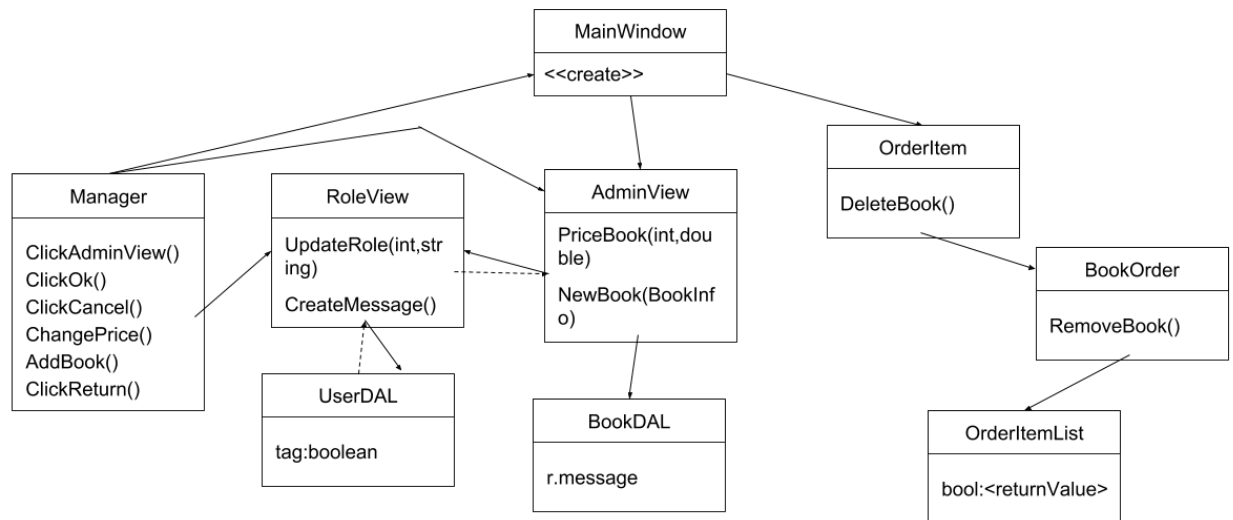 MainWindow
<<create>>
OrderItem
DeleteBook()
Manager
ClickAdminView()
ClickOk()
ClickCancel()
ChangePrice()
AddBook()
ClickReturn()
RoleView
UpdateRole(int,str
ing)
CreateMessage()
AdminView
PriceBook(int,dou
ble)
NewBook(BookInf
o)
BookOrder
RemoveBook()
UserDAL
tag:boolean
BookDAL
r.message
OrderItemList
bool:<returnValue>